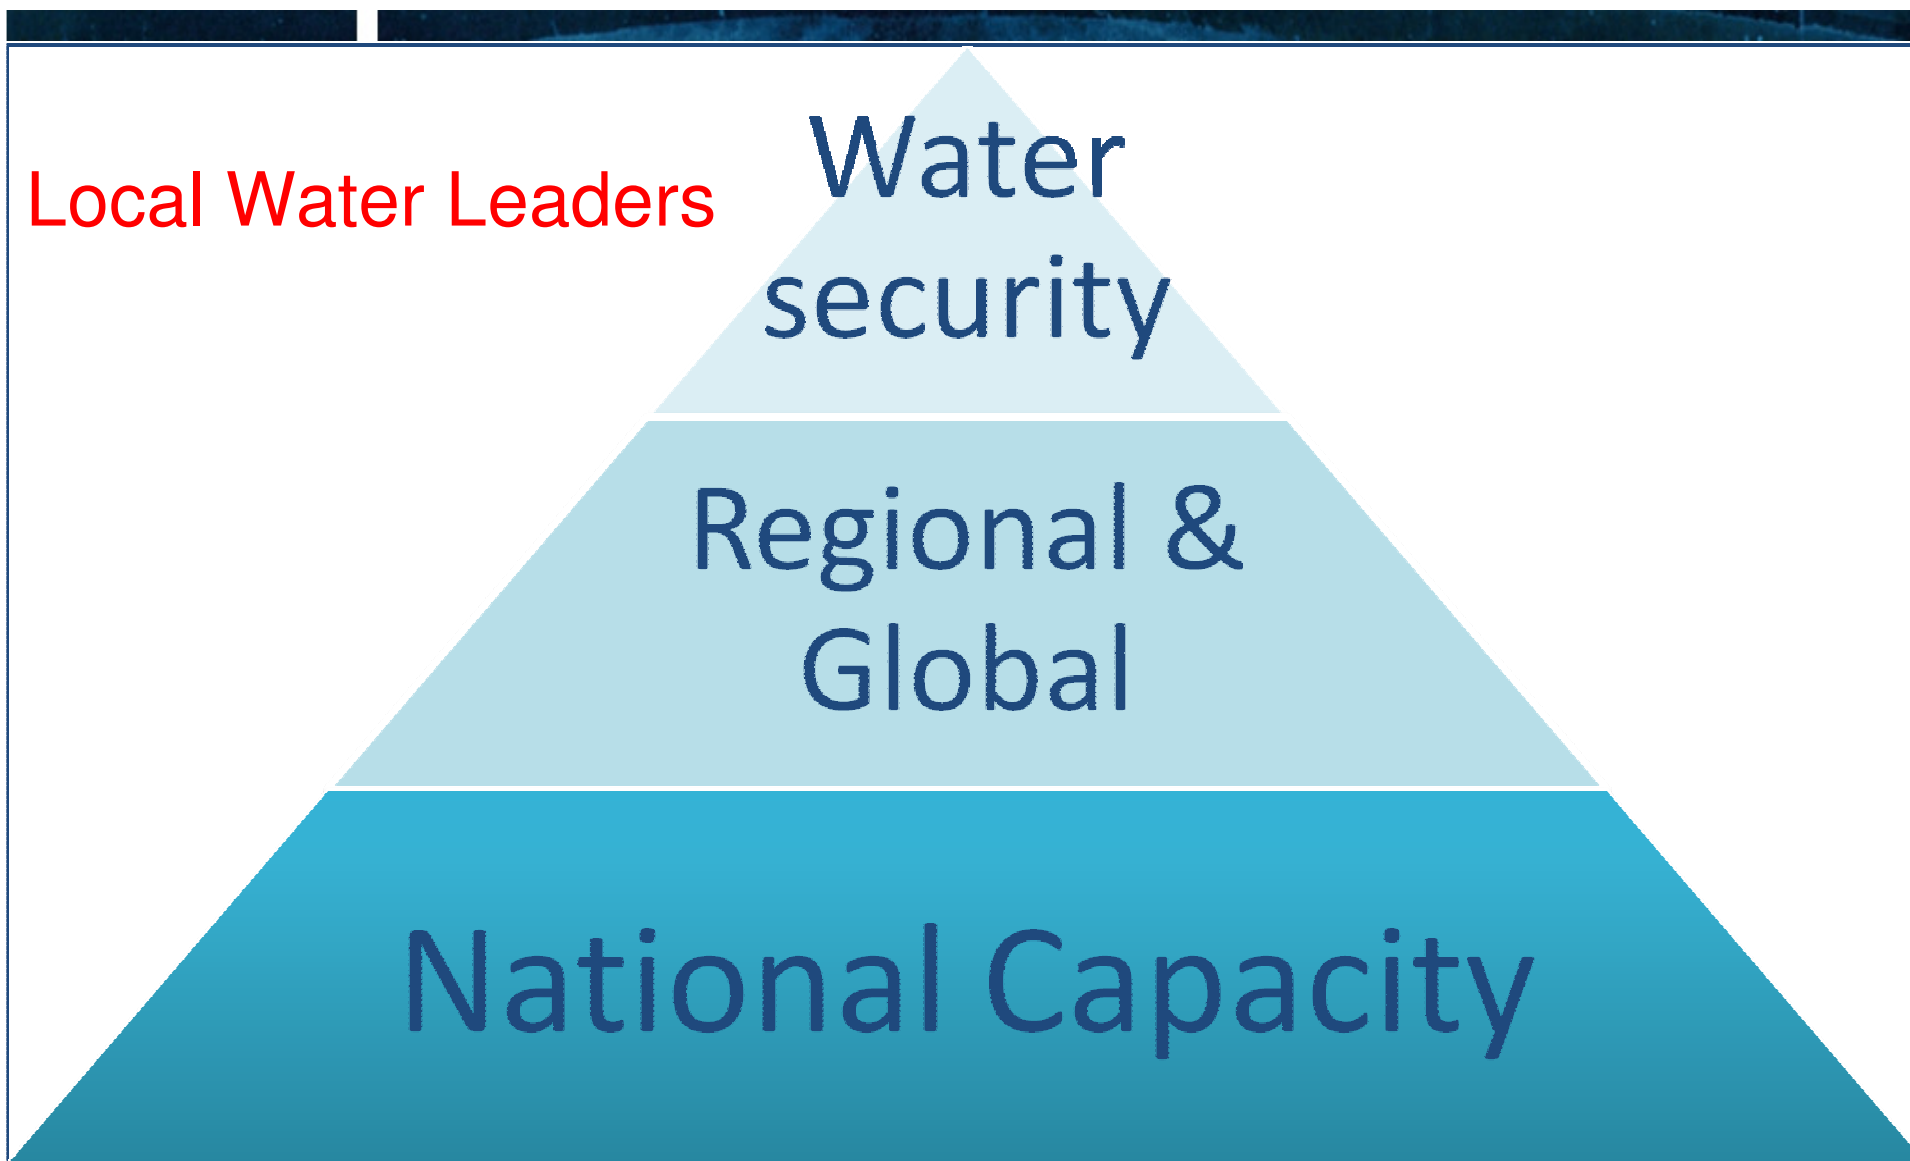 Local Water Leaders
Water
security
Regional &
Global
National Capacity